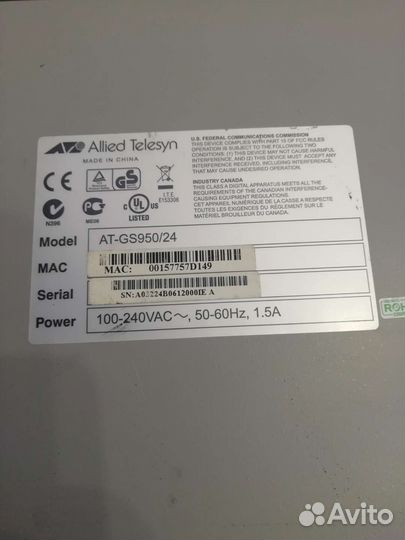 Allied Telesyn
MADE IN CHINA
U.S. FEDERAL COMMUNICATIONS COMMISSION
THIS DEVICE COMPLIES WITH PART 15 OF FCC RULES
OPERATION IS SUBJECT TO THE FOLLOWING TWO
CONDITIONS, (1) THIS DEVICE MAY NOT CAUSE HARMFUL
INTERFERENCE, AND (2) THIS DEVICE MUST ACCEPT ANY
INTERFERENCE RECEIVED, INCLUDING INTERFERENCE
THAT MAY CAUSE UNDESIRED OPERATION.
INDUSTRY CANADA
THIS CLASS A DIGITAL APPARATUS MEETS ALL THE
REQUIREMENTS OF THE CANADIAN INTERFERENCE-
CAUSING EQUIPMENT REGULATIONS.
CET APPAREIL NUMÉRIQUE DE LA CLASSE A RESPECTE
TOUTES LES EXIGENCES DU RÈGLEMENT SUR LE
MATÉRIEL BROUILLEUR DU CANADA.
CE
GS
UL
C US
LISTED
I.T.E.
E153308
N396
ME06
Model AT-GS950/24
MAC MAC: 00157757D149
Serial SN:A03224B0612000IE A
Power 100-240VAC～, 50-60Hz, 1.5A
Avito